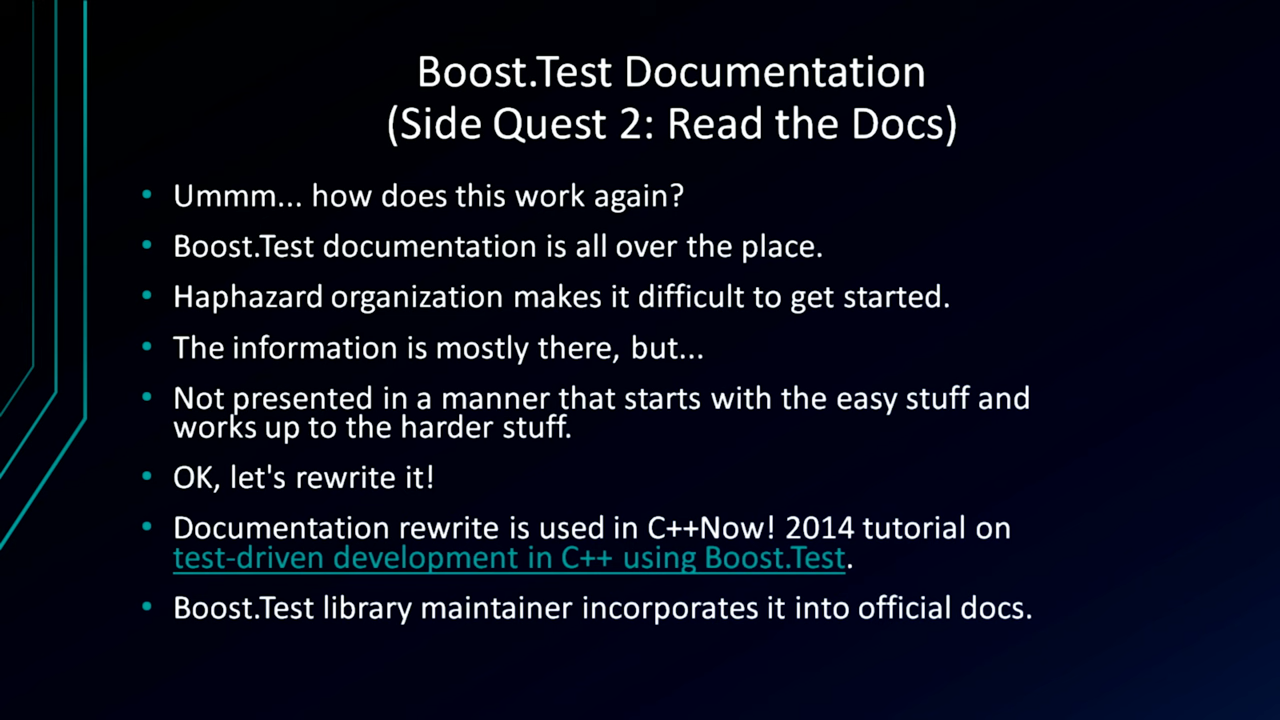 Boost.Test Documentation
(Side Quest 2: Read the Docs)
• Ummm... how does this work again?
• Boost.Test documentation is all over the place.
• Haphazard organization makes it difficult to get started.
• The information is mostly there, but...
• Not presented in a manner that starts with the easy stuff and
works up to the harder stuff.
• OK, let's rewrite it!
• Documentation rewrite is used in C++Now! 2014 tutorial on
test-driven development in C++ using Boost.Test.
• Boost.Test library maintainer incorporates it into official docs.